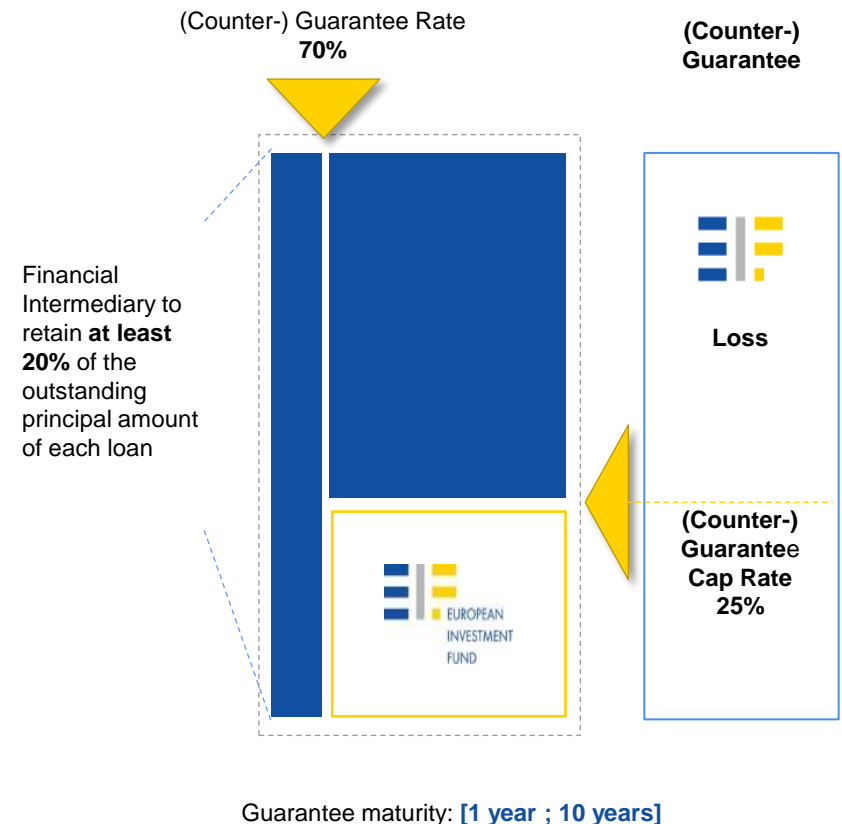 (Counter-) Guarantee Rate
70%
(Counter-)
Guarantee
Financial
Intermediary to
retain at least
20% of the
outstanding
principal amount
of each loan
Loss
(Counter-)
Guarantee
Cap Rate
25%
EUROPEAN
INVESTMENT
FUND
Guarantee maturity: [1 year ; 10 years]